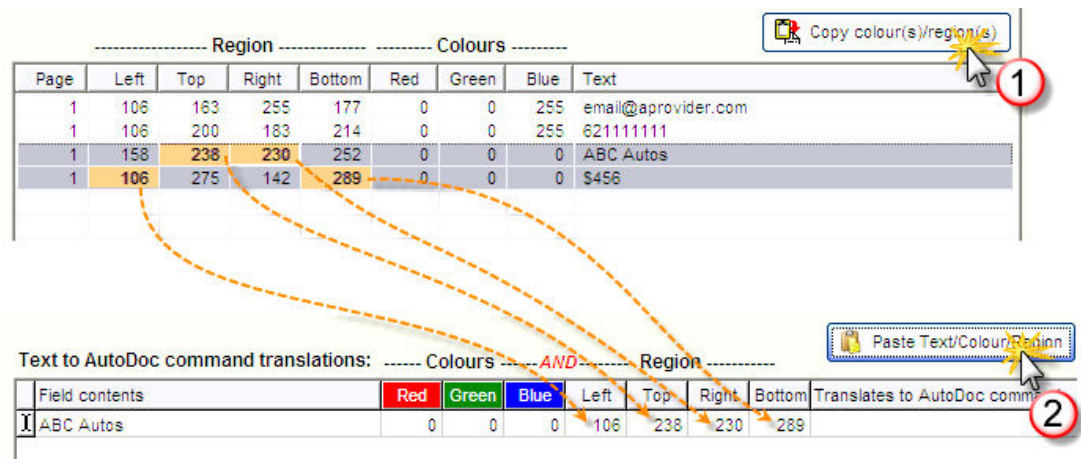 Copy colour(s)/region(s)
------------------ Region -------------- --------- Colours ---------
1
Page Left Top Right Bottom Red Green Blue Text
1 106 163 255 177 0 0 255 email@aprovider.com
1 106 200 183 214 0 0 255 621111111
1 158 238 230 252 0 0 0 ABC Autos
1 106 275 142 289 0 0 0 $456
Paste Text/Colour/Region
Text to AutoDoc command translations: ------ Colours ------AND-------- Region -----------
Field contents Red Green Blue Left Top Right Bottom Translates to AutoDoc
2
ABC Autos 0 0 0 106 238 230 289